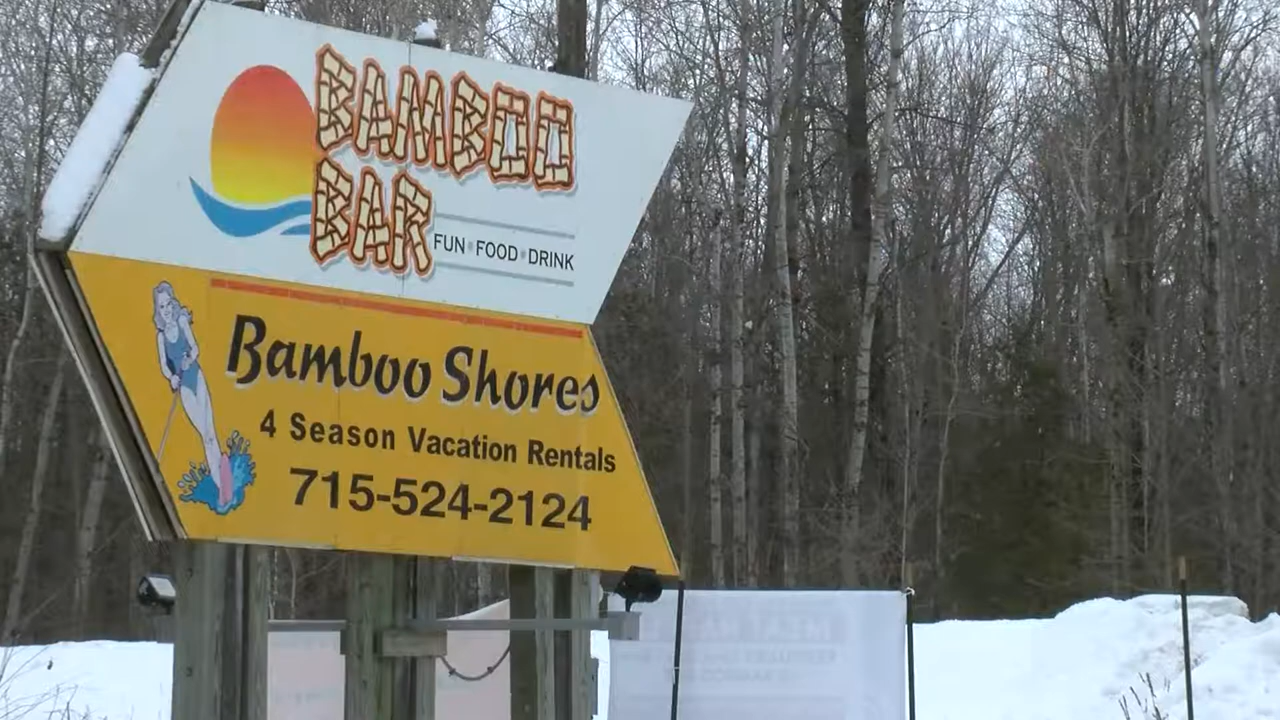 BAMBOO
BAR
FUN • FOOD • DRINK
Bamboo Shores
4 Season Vacation Rentals
715-524-2124